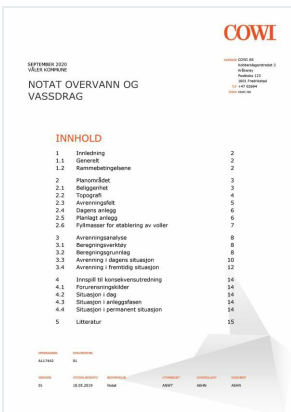 COWI
SEPTEMBER 2020
VÅLER KOMMUNE
NOTAT OVERVANN OG
VASSDRAG
ADRESSE COWI AS
Kobberslagerstredet 2
Kråkerøy
Postboks 123
1601 Fredrikstad
TLF +47 02694
WWW cowi.no
INNHOLD
1 Innledning 2
1.1 Generelt 2
1.2 Rammebetingelsene 2
2 Planområdet 3
2.1 Beliggenhet 3
2.2 Topografi 4
2.3 Avrenningsfelt 5
2.4 Dagens anlegg 6
2.5 Planlagt anlegg 6
2.6 Fyllmasser for etablering av voller 7
3 Avrenningsanalyse 8
3.1 Beregningsverktøy 8
3.2 Beregningsgrunnlag 8
3.3 Avrenning i dagens situasjon 10
3.4 Avrenning i fremtidig situasjon 12
4 Innspill til konsekvensutredning 14
4.1 Forurensningskilder 14
4.2 Situasjon i dag 14
4.3 Situasjon i anleggsfasen 14
4.4 Situasjon i permanent situasjon 14
5 Litteratur 15
OPPDRAGSNR. DOKUMENTNR.
A117442 01
VERSJON UTGIVELSESDATO BESKRIVELSE UTARBEIDET KONTROLLERT GODKJENT
01 10.05.2019 Notat